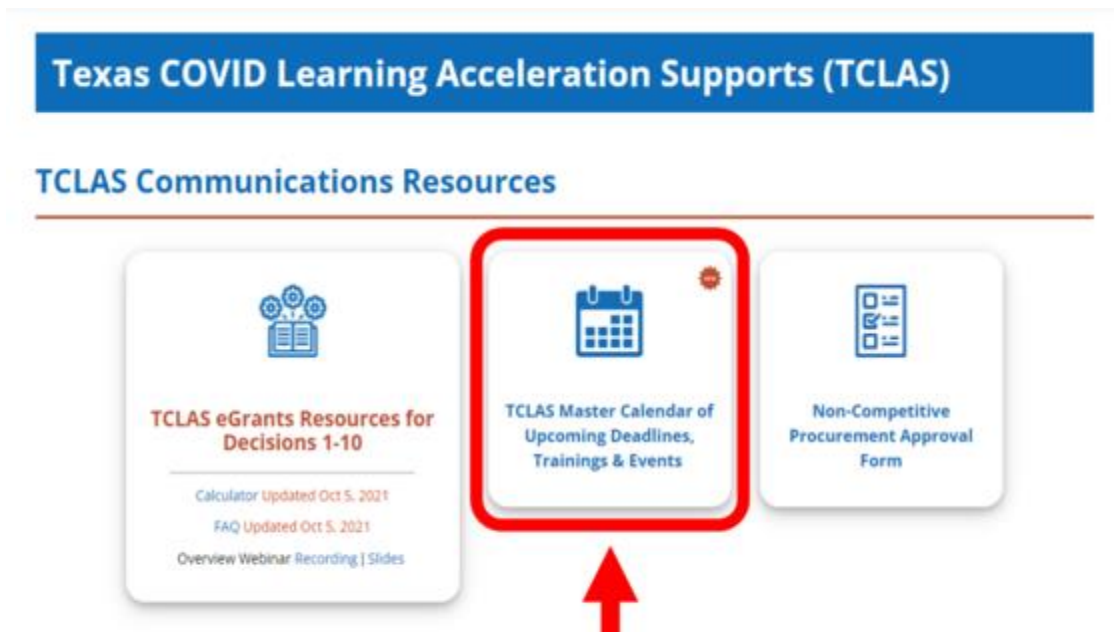 Texas COVID Learning Acceleration Supports (TCLAS)
TCLAS Communications Resources
TCLAS eGrants Resources for
Decisions 1-10
Calculator Updated Oct 5, 2021
FAQ Updated Oct 5, 2021
Overview Webinar Recording | Slides
TCLAS Master Calendar of
Upcoming Deadlines,
Trainings & Events
Non-Competitive
Procurement Approval
Form